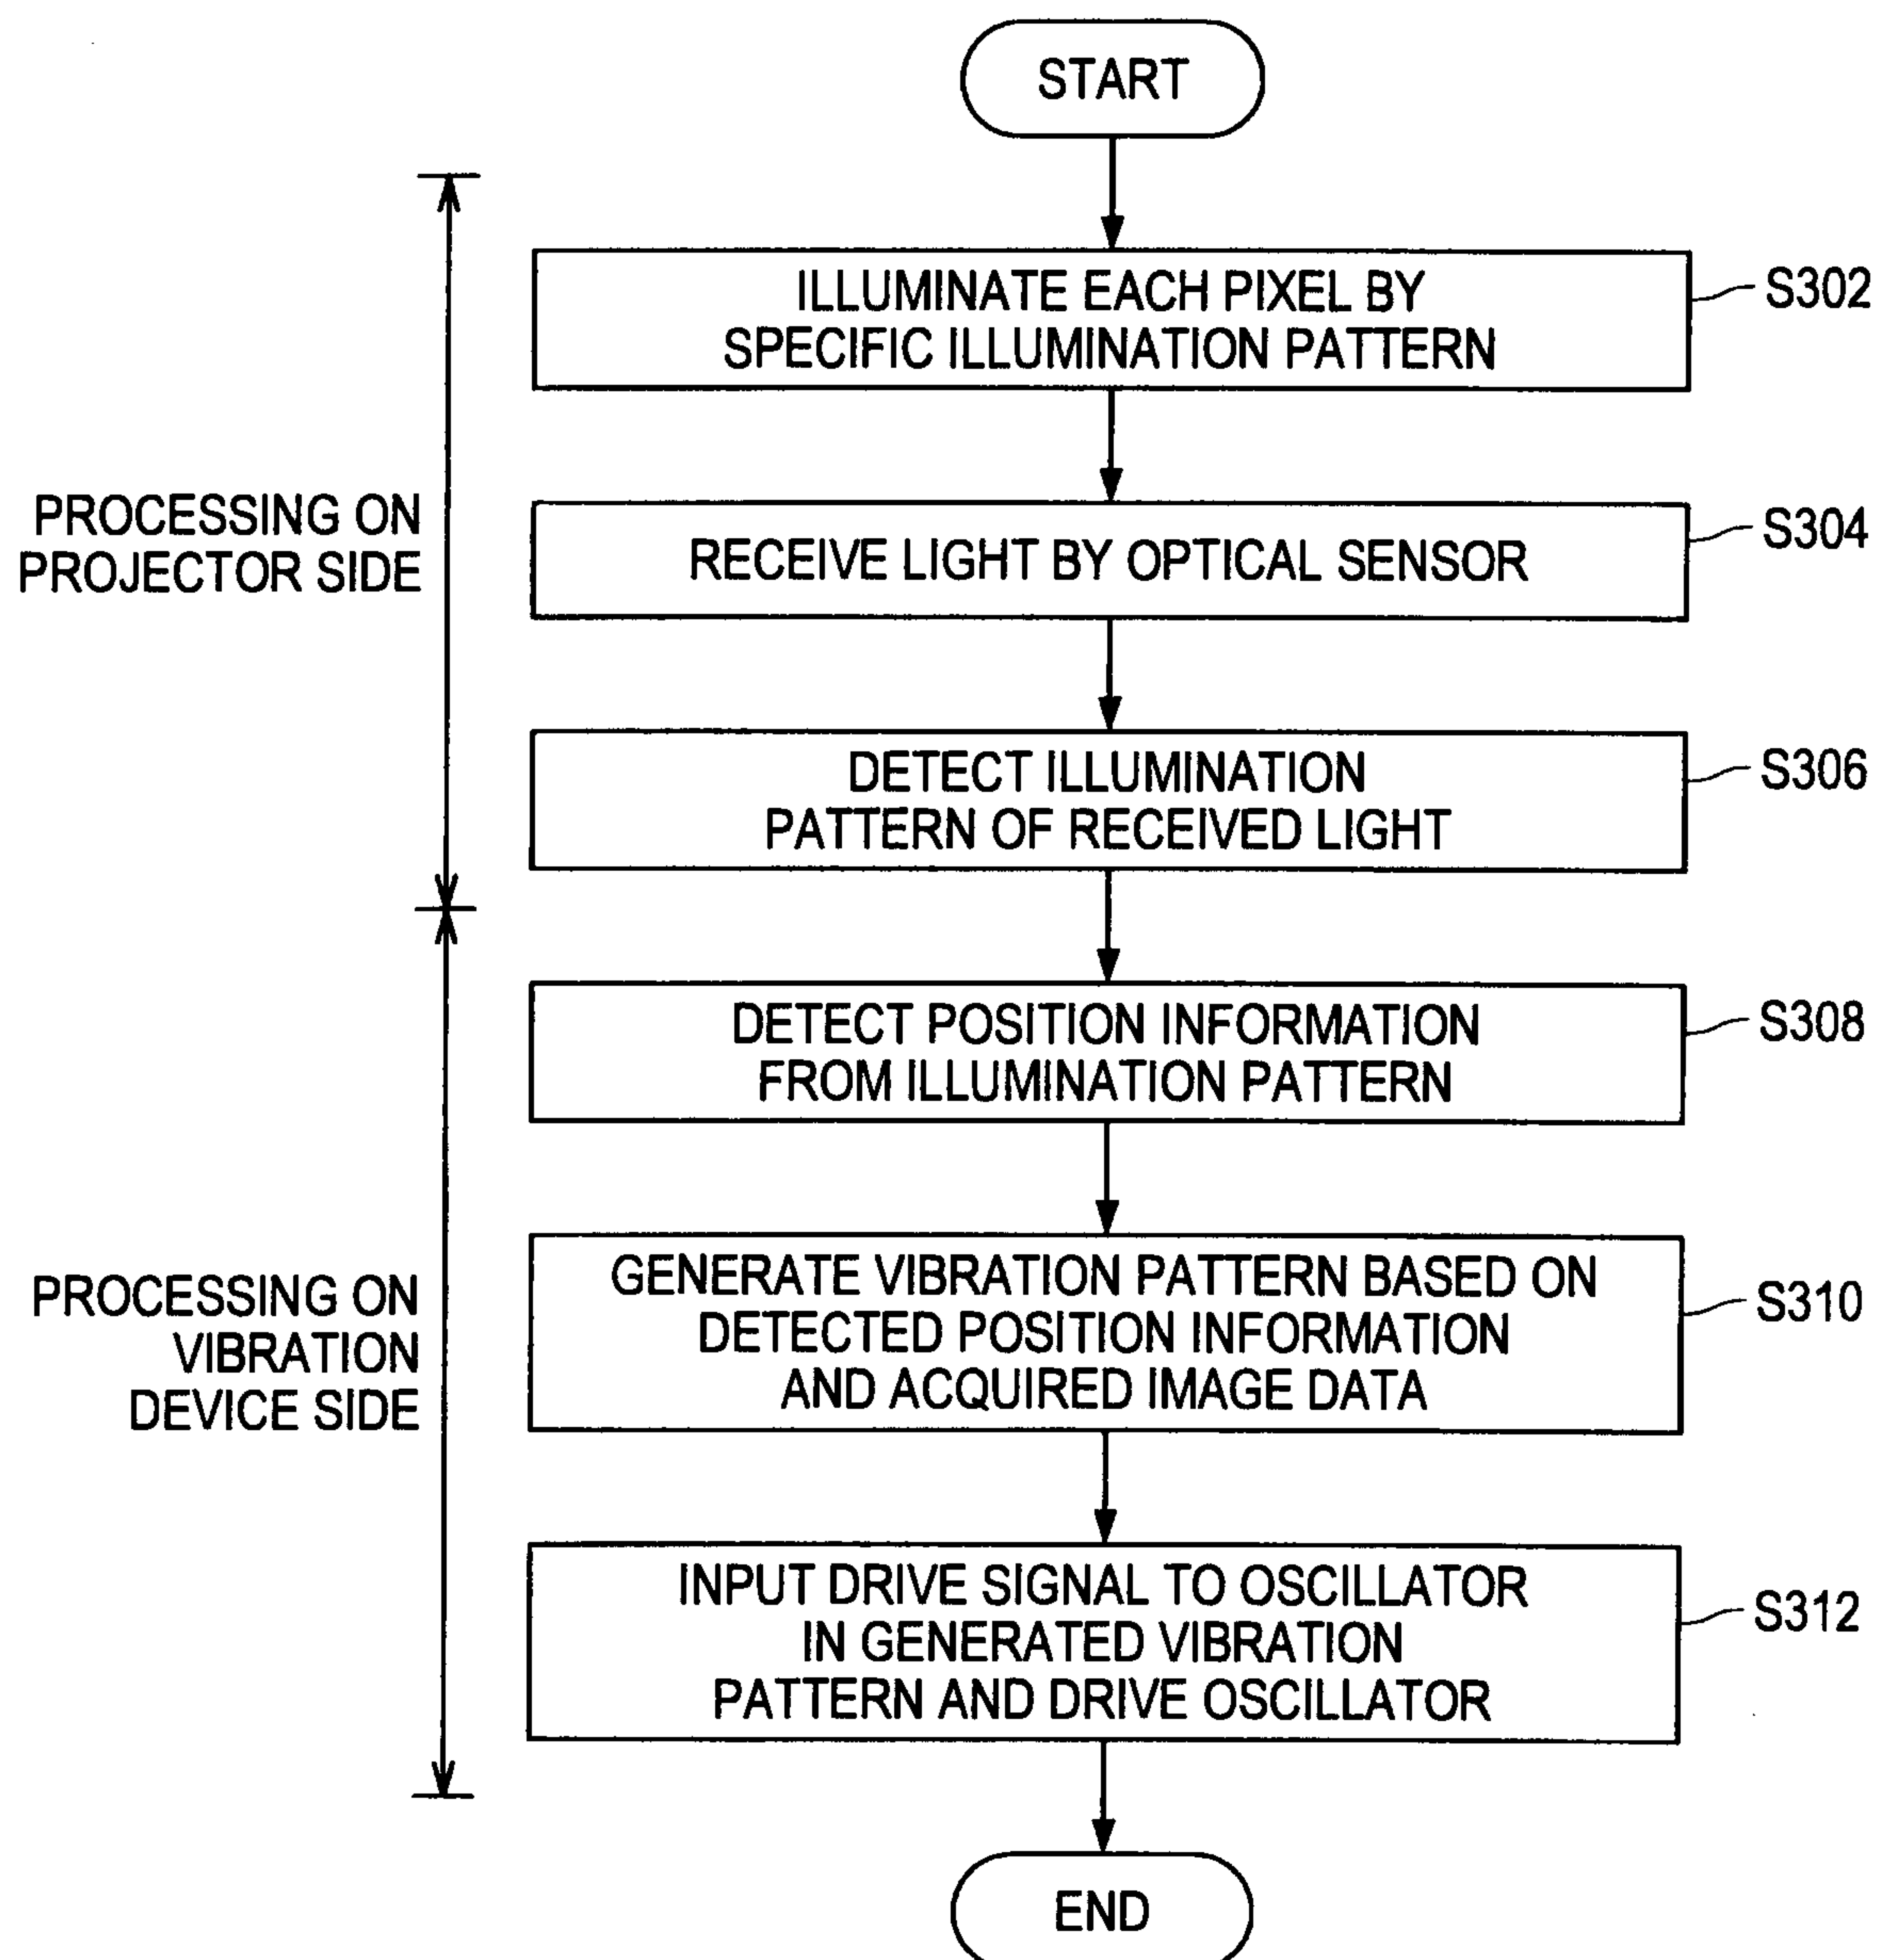 START
ILLUMINATE EACH PIXEL BY
SPECIFIC ILLUMINATION PATTERN
S302
PROCESSING ON
PROJECTOR SIDE
RECEIVE LIGHT BY OPTICAL SENSOR
S304
DETECT ILLUMINATION
PATTERN OF RECEIVED LIGHT
S306
DETECT POSITION INFORMATION
FROM ILLUMINATION PATTERN
S308
PROCESSING ON
VIBRATION
DEVICE SIDE
GENERATE VIBRATION PATTERN BASED ON
DETECTED POSITION INFORMATION
AND ACQUIRED IMAGE DATA
S310
INPUT DRIVE SIGNAL TO OSCILLATOR
IN GENERATED VIBRATION
PATTERN AND DRIVE OSCILLATOR
S312
END